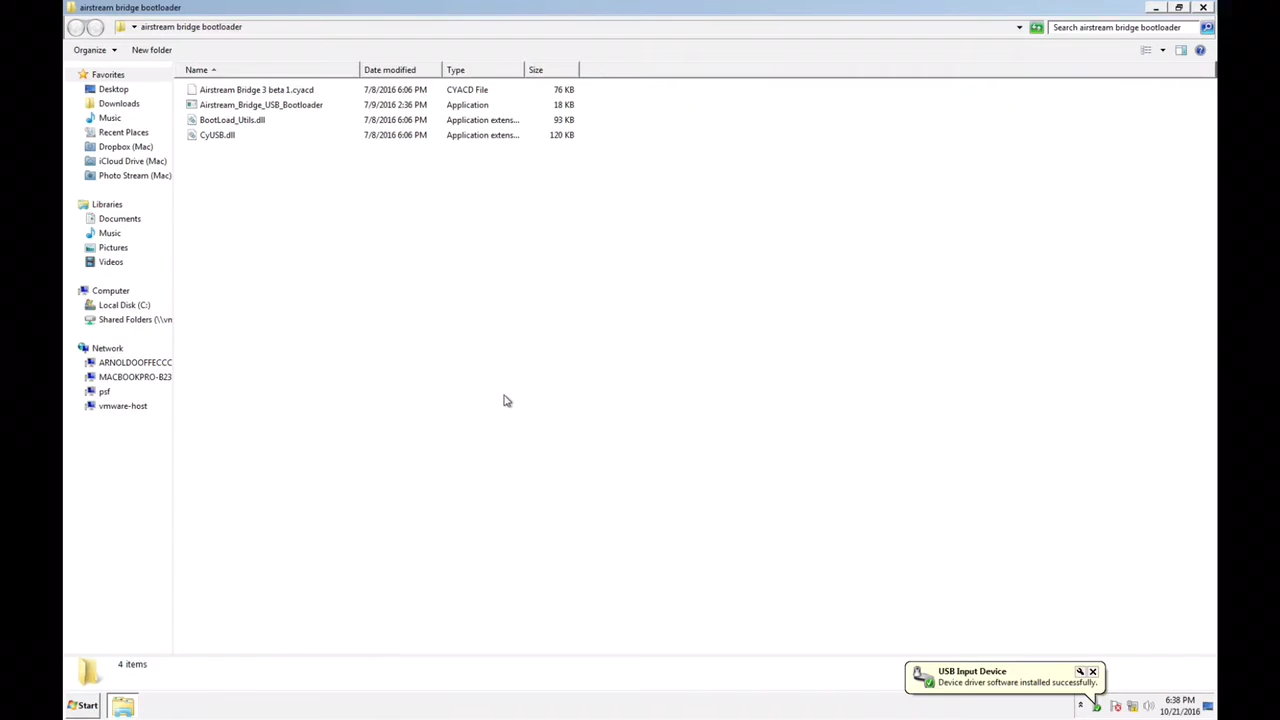 airstream bridge bootloader
airstream bridge bootloader
Search airstream bridge bootloader
Organize
New folder
Name
Date modified
Type
Size
Favorites
Desktop
Downloads
Music
Recent Places
Dropbox (Mac)
iCloud Drive (Mac)
Photo Stream (Mac)
Libraries
Documents
Music
Pictures
Videos
Computer
Local Disk (C:)
Shared Folders (\\vn
Network
ARNOLDOOFFECCC
MACBOOKPRO-B23
psf
vmware-host
Airstream Bridge 3 beta 1.cyacd 7/8/2016 6:06 PM CYACD File 76 KB
Airstream_Bridge_USB_Bootloader 7/9/2016 2:36 PM Application 18 KB
BootLoad_Utils.dll 7/8/2016 6:06 PM Application extens... 93 KB
CyUSB.dll 7/8/2016 6:06 PM Application extens... 120 KB
4 items
USB Input Device
Device driver software installed successfully.
Start
6:38 PM
10/21/2016